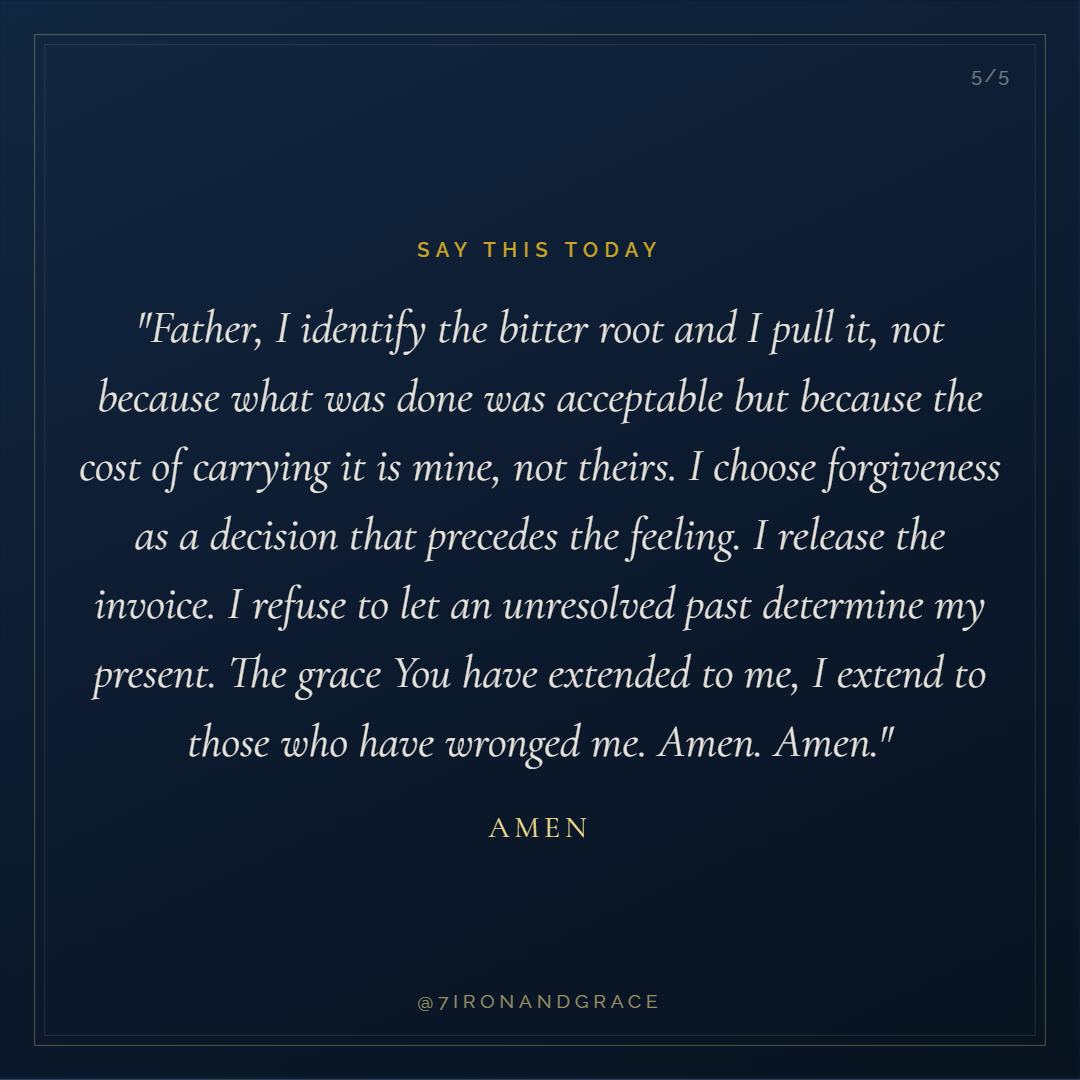 5/5
SAY THIS TODAY
"Father, I identify the bitter root and I pull it, not
because what was done was acceptable but because the
cost of carrying it is mine, not theirs. I choose forgiveness
as a decision that precedes the feeling. I release the
invoice. I refuse to let an unresolved past determine my
present. The grace You have extended to me, I extend to
those who have wronged me. Amen. Amen."
AMEN
@7IRONANDGRACE